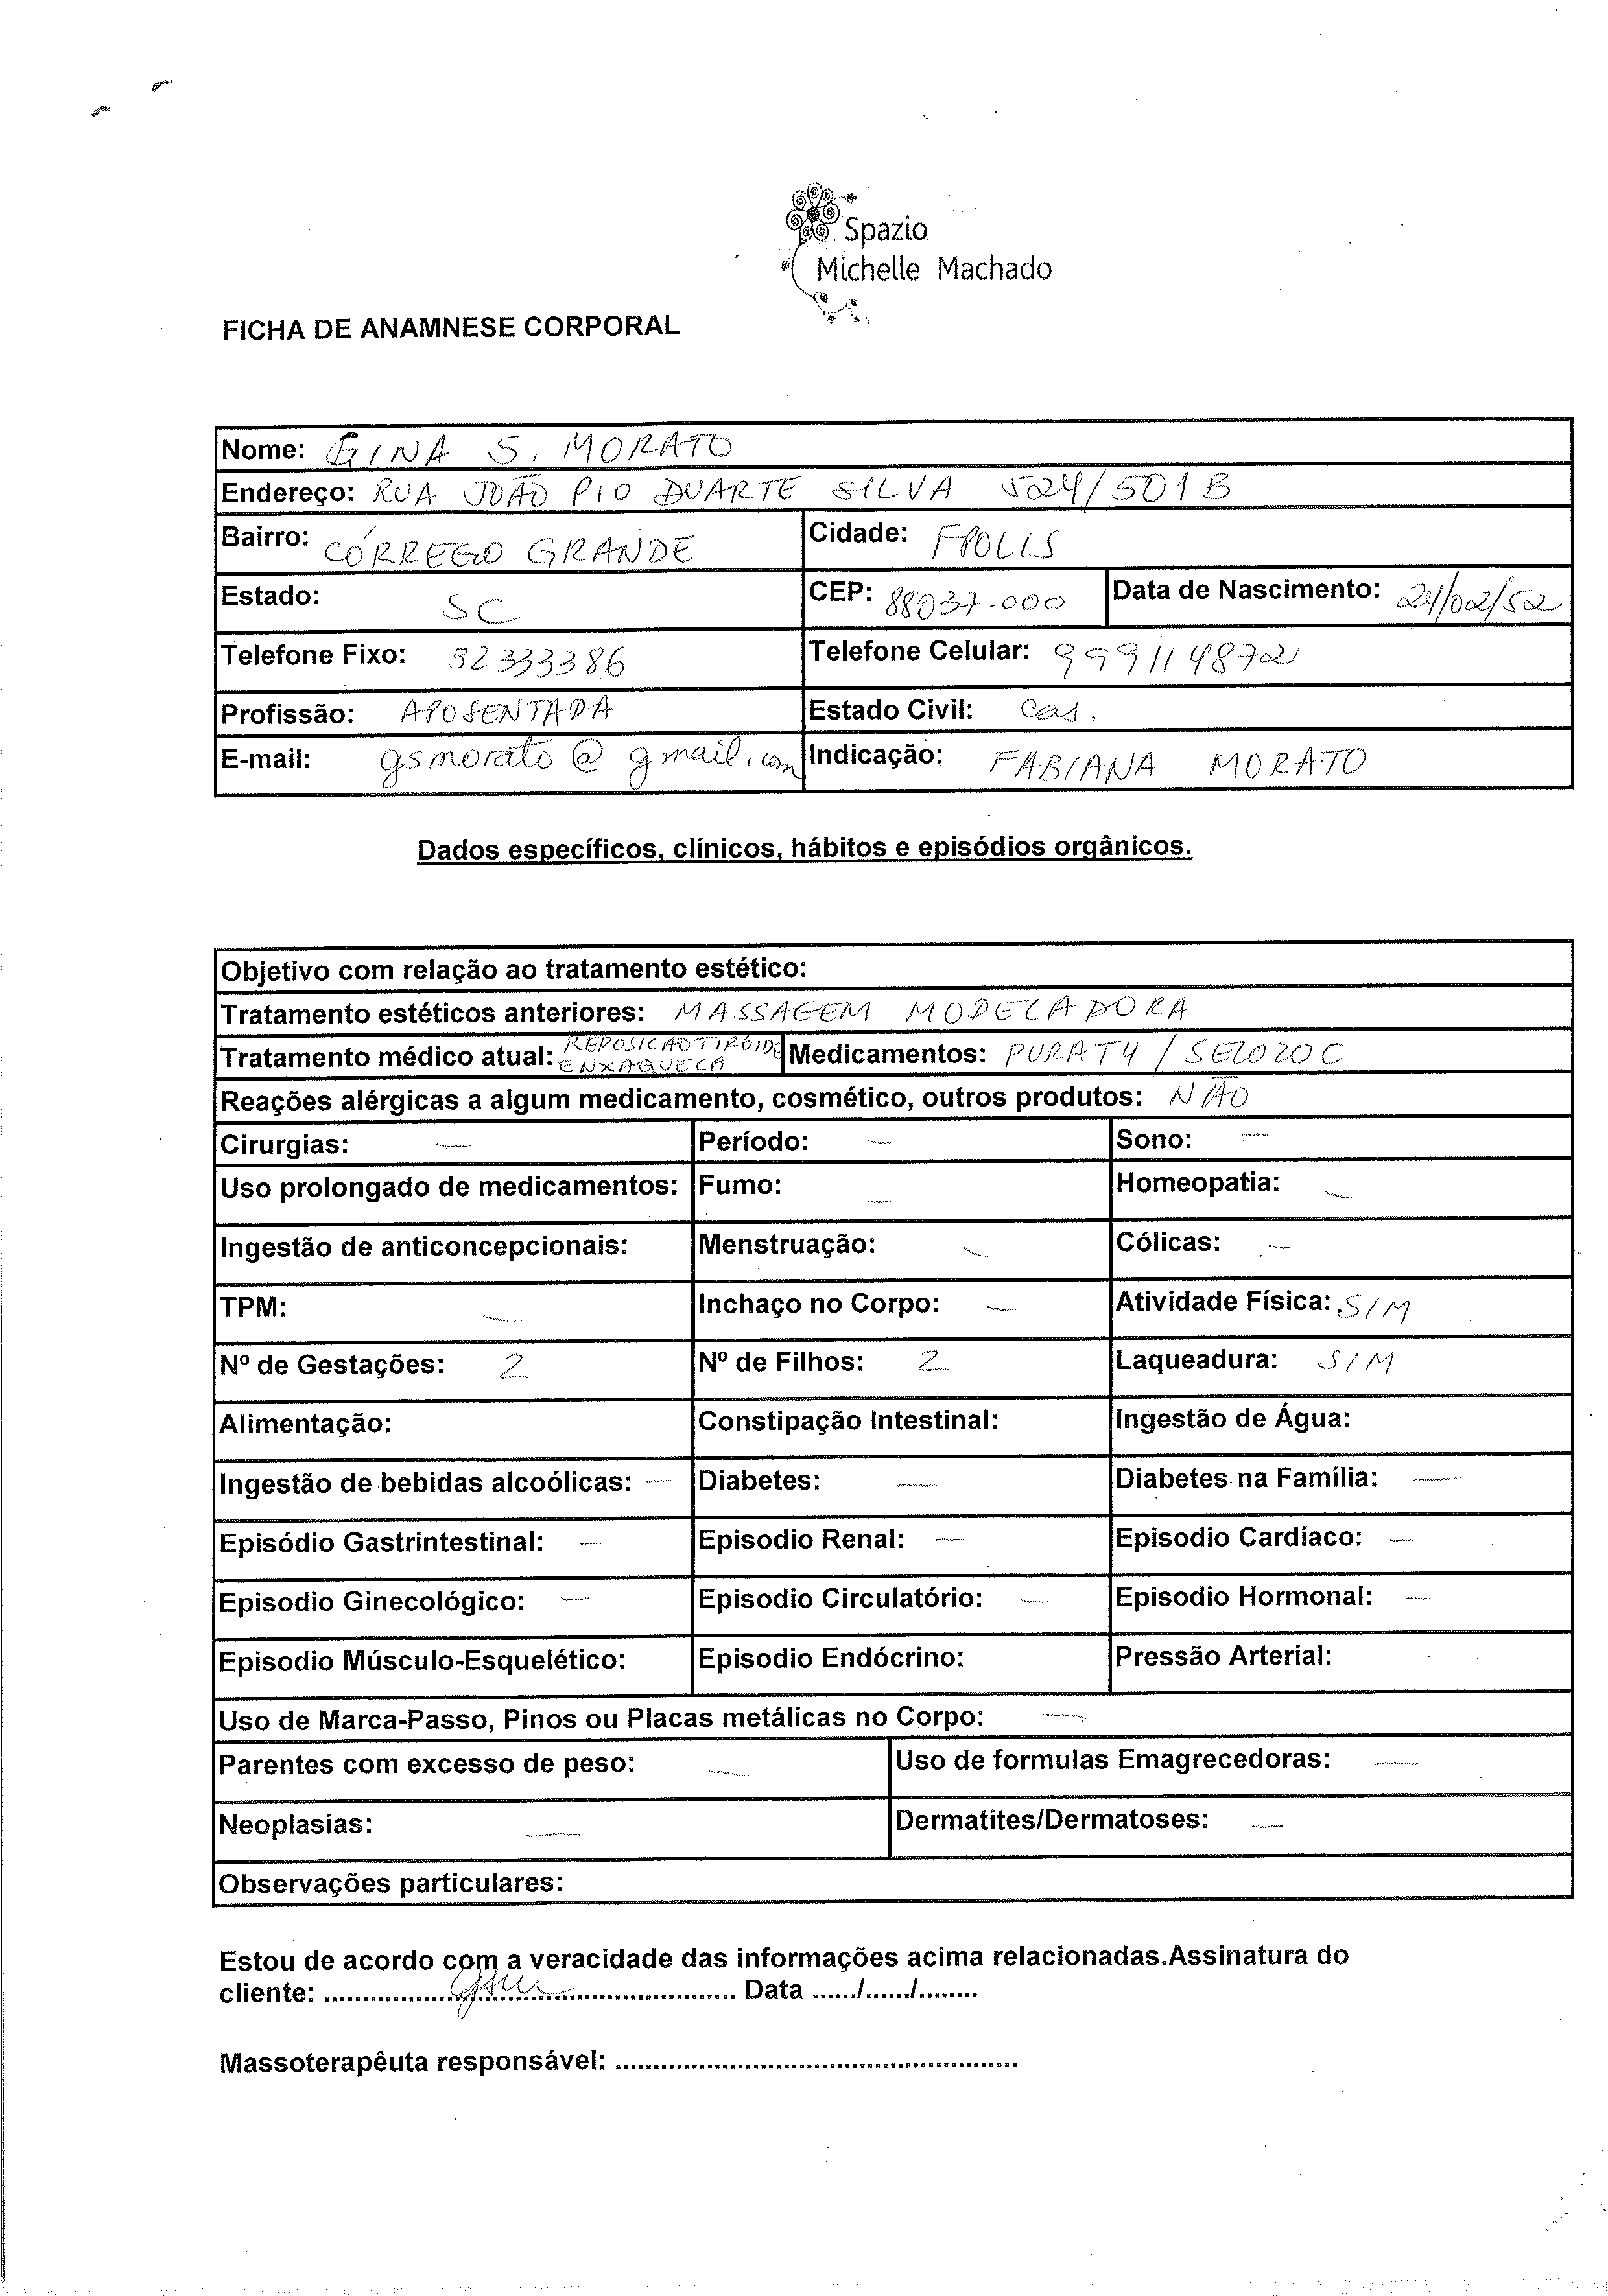 Spazio
Michelle Machado
FICHA DE ANAMNESE CORPORAL
Nome: GINA S. MORATO
Endereço: RUA JOÃO PIO DUARTE SILVA 524/501B
Bairro: CÓRREGO GRANDE Cidade: FPOLIS
Estado: SC CEP: 88037-000 Data de Nascimento: 24/02/52
Telefone Fixo: 32333386 Telefone Celular: 999114872
Profissão: APOSENTADA Estado Civil: Cas.
E-mail: gsmorato@gmail.com Indicação: FABIANA MORATO
Dados específicos, clínicos, hábitos e episódios orgânicos.
Objetivo com relação ao tratamento estético:
Tratamento estéticos anteriores: MASSAGEM MODELADORA
Tratamento médico atual: REPOSICAO TIROIDE ENXAQUECA Medicamentos: PURAT4 / SELOZOC
Reações alérgicas a algum medicamento, cosmético, outros produtos: NÃO
Cirurgias: — Período: — Sono: —
Uso prolongado de medicamentos: Fumo: — Homeopatia: —
Ingestão de anticoncepcionais: Menstruação: — Cólicas: —
TPM: — Inchaço no Corpo: — Atividade Física: SIM
Nº de Gestações: 2 Nº de Filhos: 2 Laqueadura: SIM
Alimentação: Constipação Intestinal: Ingestão de Água:
Ingestão de bebidas alcoólicas: — Diabetes: — Diabetes na Família: —
Episódio Gastrintestinal: — Episodio Renal: — Episodio Cardíaco: —
Episodio Ginecológico: — Episodio Circulatório: — Episodio Hormonal: —
Episodio Músculo-Esquelético: Episodio Endócrino: Pressão Arterial:
Uso de Marca-Passo, Pinos ou Placas metálicas no Corpo: —
Parentes com excesso de peso: — Uso de formulas Emagrecedoras: —
Neoplasias: — Dermatites/Dermatoses: —
Observações particulares:
Estou de acordo com a veracidade das informações acima relacionadas.Assinatura do
cliente: ................................................ Data ....../....../........
Massoterapêuta responsável: ....................................................